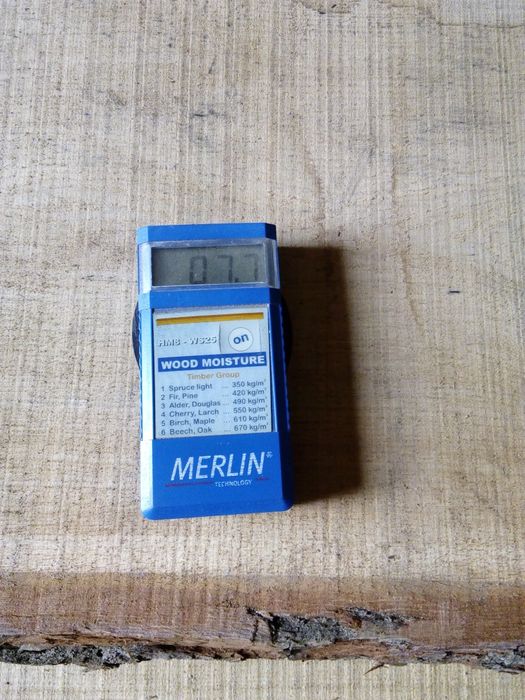 07.7
HMB - WS25
on
WOOD MOISTURE
Timber Group
1 Spruce light ... 350 kg/m³
2 Fir, Pine ... 420 kg/m³
3 Alder, Douglas ... 490 kg/m³
4 Cherry, Larch ... 550 kg/m³
5 Birch, Maple ... 610 kg/m³
6 Beech, Oak ... 670 kg/m³
MERLIN®
TECHNOLOGY